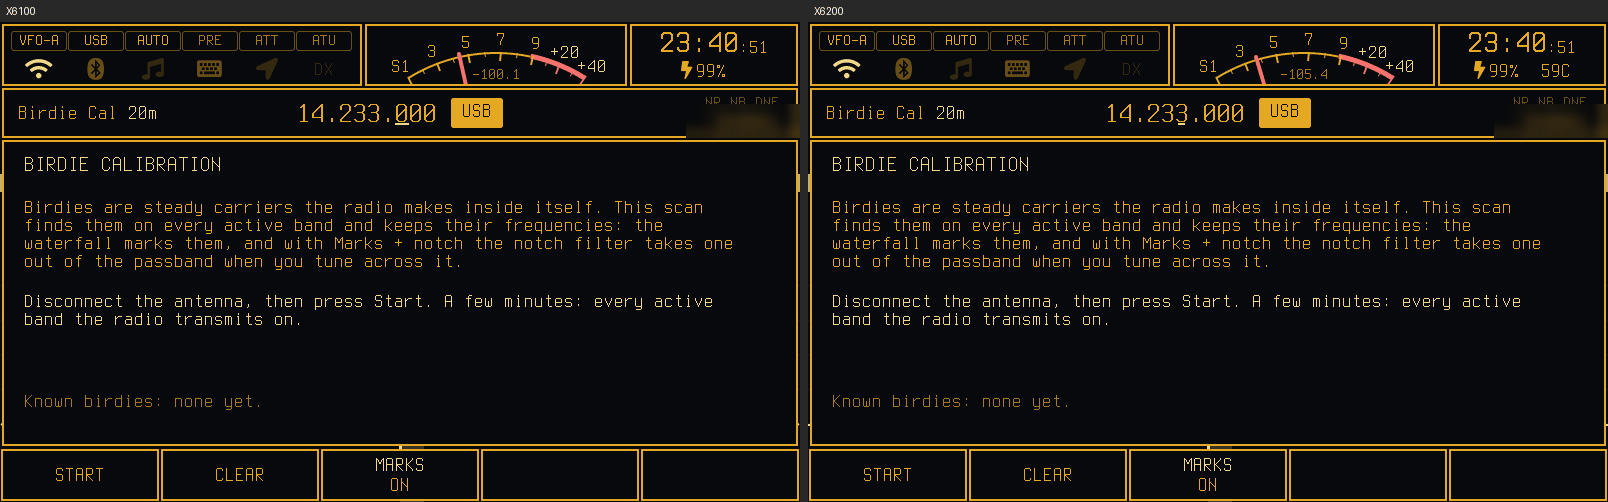 X6100
VFO-A USB AUTO PRE ATT ATU
DX
S1 3 5 7 9 +20 +40
-100.1
23:40:51
99%
Birdie Cal 20m 14.233.000 USB
NR NB DNF
BIRDIE CALIBRATION
Birdies are steady carriers the radio makes inside itself. This scan
finds them on every active band and keeps their frequencies: the
waterfall marks them, and with Marks + notch the notch filter takes one
out of the passband when you tune across it.
Disconnect the antenna, then press Start. A few minutes: every active
band the radio transmits on.
Known birdies: none yet.
START CLEAR MARKS
ON
X6200
VFO-A USB AUTO PRE ATT ATU
DX
S1 3 5 7 9 +20 +40
-105.4
23:40:51
99% 59C
Birdie Cal 20m 14.233.000 USB
NR NB DNF
BIRDIE CALIBRATION
Birdies are steady carriers the radio makes inside itself. This scan
finds them on every active band and keeps their frequencies: the
waterfall marks them, and with Marks + notch the notch filter takes one
out of the passband when you tune across it.
Disconnect the antenna, then press Start. A few minutes: every active
band the radio transmits on.
Known birdies: none yet.
START CLEAR MARKS
ON